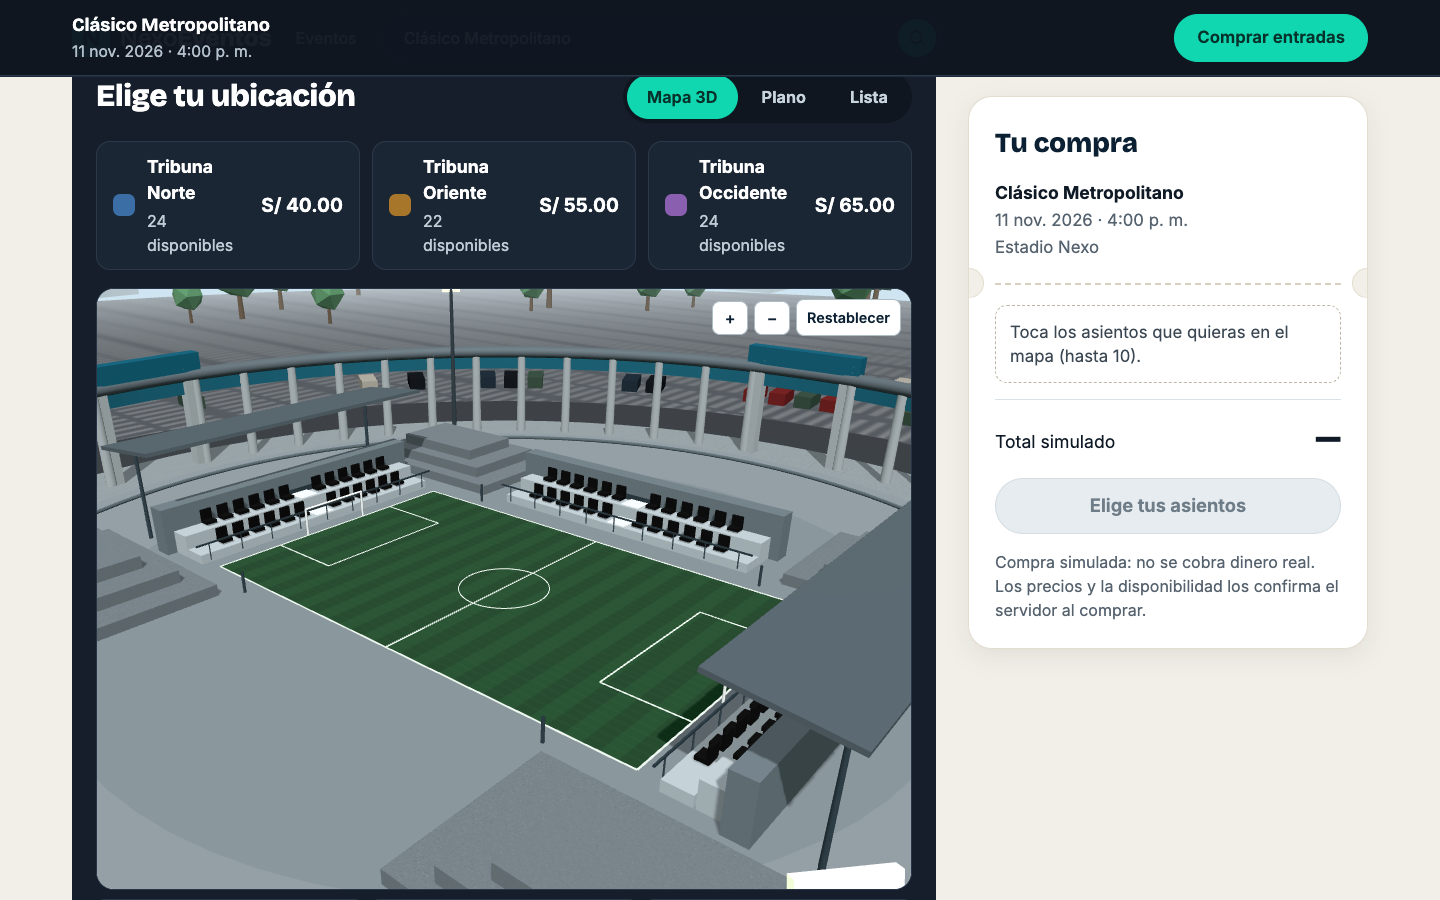 Clásico Metropolitano
11 nov. 2026 · 4:00 p. m.
Eventos
Clásico Metropolitano
Comprar entradas
Elige tu ubicación
Mapa 3D
Plano
Lista
Tribuna
Norte
24
disponibles
S/ 40.00
Tribuna
Oriente
22
disponibles
S/ 55.00
Tribuna
Occidente
24
disponibles
S/ 65.00
+
−
Restablecer
Tu compra
Clásico Metropolitano
11 nov. 2026 · 4:00 p. m.
Estadio Nexo
Toca los asientos que quieras en el
mapa (hasta 10).
Total simulado
—
Elige tus asientos
Compra simulada: no se cobra dinero real.
Los precios y la disponibilidad los confirma el
servidor al comprar.